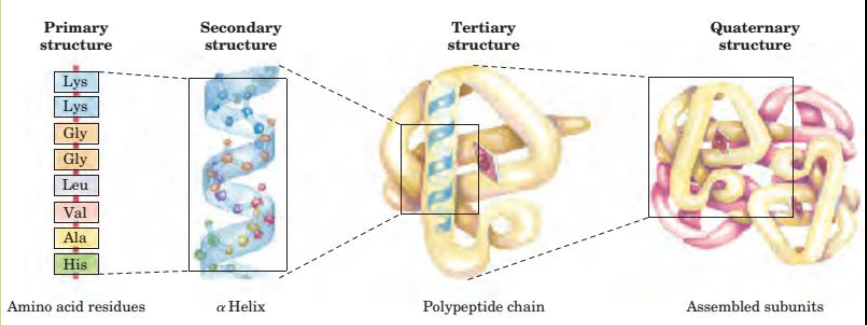 Primary
structure
Secondary
structure
Tertiary
structure
Quaternary
structure
Lys
Lys
Gly
Gly
Leu
Val
Ala
His
Amino acid residues
α Helix
Polypeptide chain
Assembled subunits